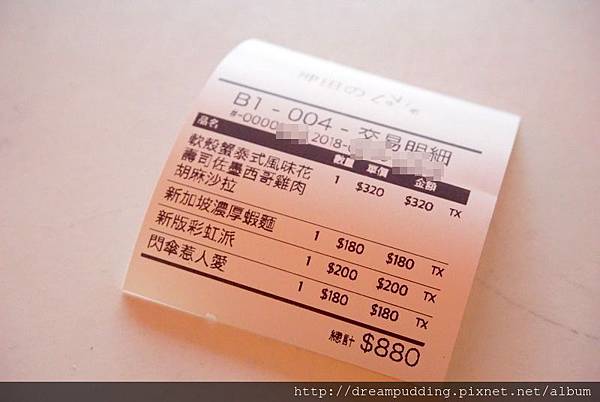 B1 - 004 - 交易明細
#-0000 2018-0
品名 數量 單價 金額
軟殼蟹泰式風味花
壽司佐墨西哥雞肉
胡麻沙拉
1 $320 $320 TX
新加坡濃厚蝦麵
1 $180 $180 TX
新版彩虹派
1 $200 $200 TX
閃傘惹人愛
1 $180 $180 TX
總計 $880
http://dreampudding.pixnet.net/album